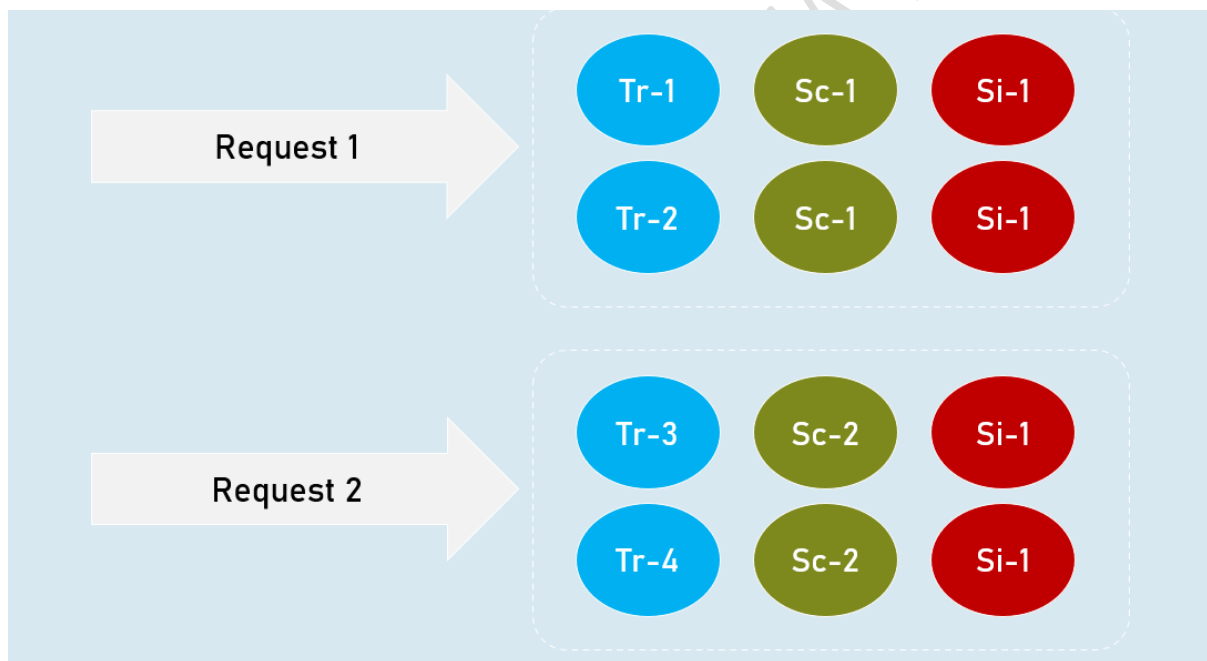 Tr-1 Sc-1 Si-1
Request 1
Tr-2 Sc-1 Si-1
Tr-3 Sc-2 Si-1
Request 2
Tr-4 Sc-2 Si-1